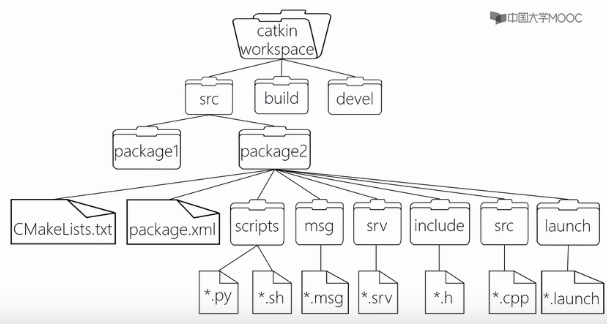 中国大学MOOC
catkin
workspace
src
build
devel
package1
package2
CMakeLists.txt
package.xml
scripts
msg
srv
include
src
launch
*.py
*.sh
*.msg
*.srv
*.h
*.cpp
*.launch